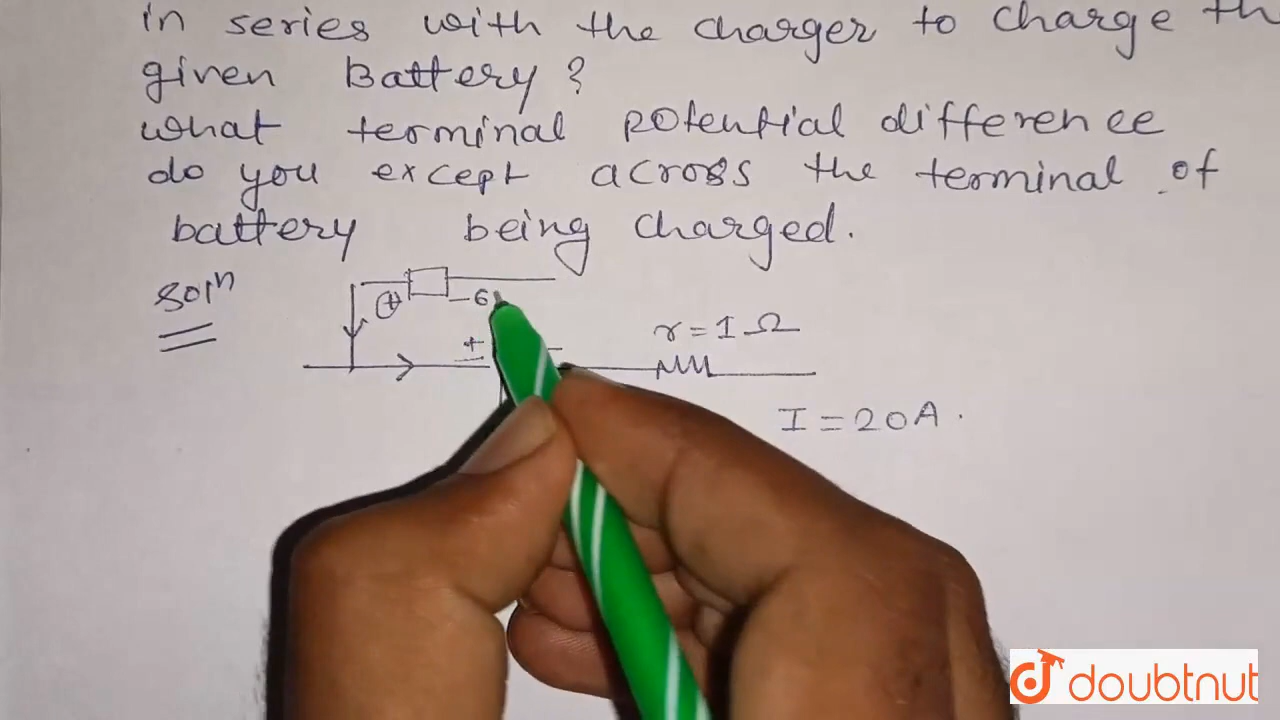 in series with the charger to charge th
given Battery?
what terminal potential difference
do you except across the terminal of
battery being charged.
Soln
+
– 6
+
–
r = 1 Ω
I = 20A.
doubtnut